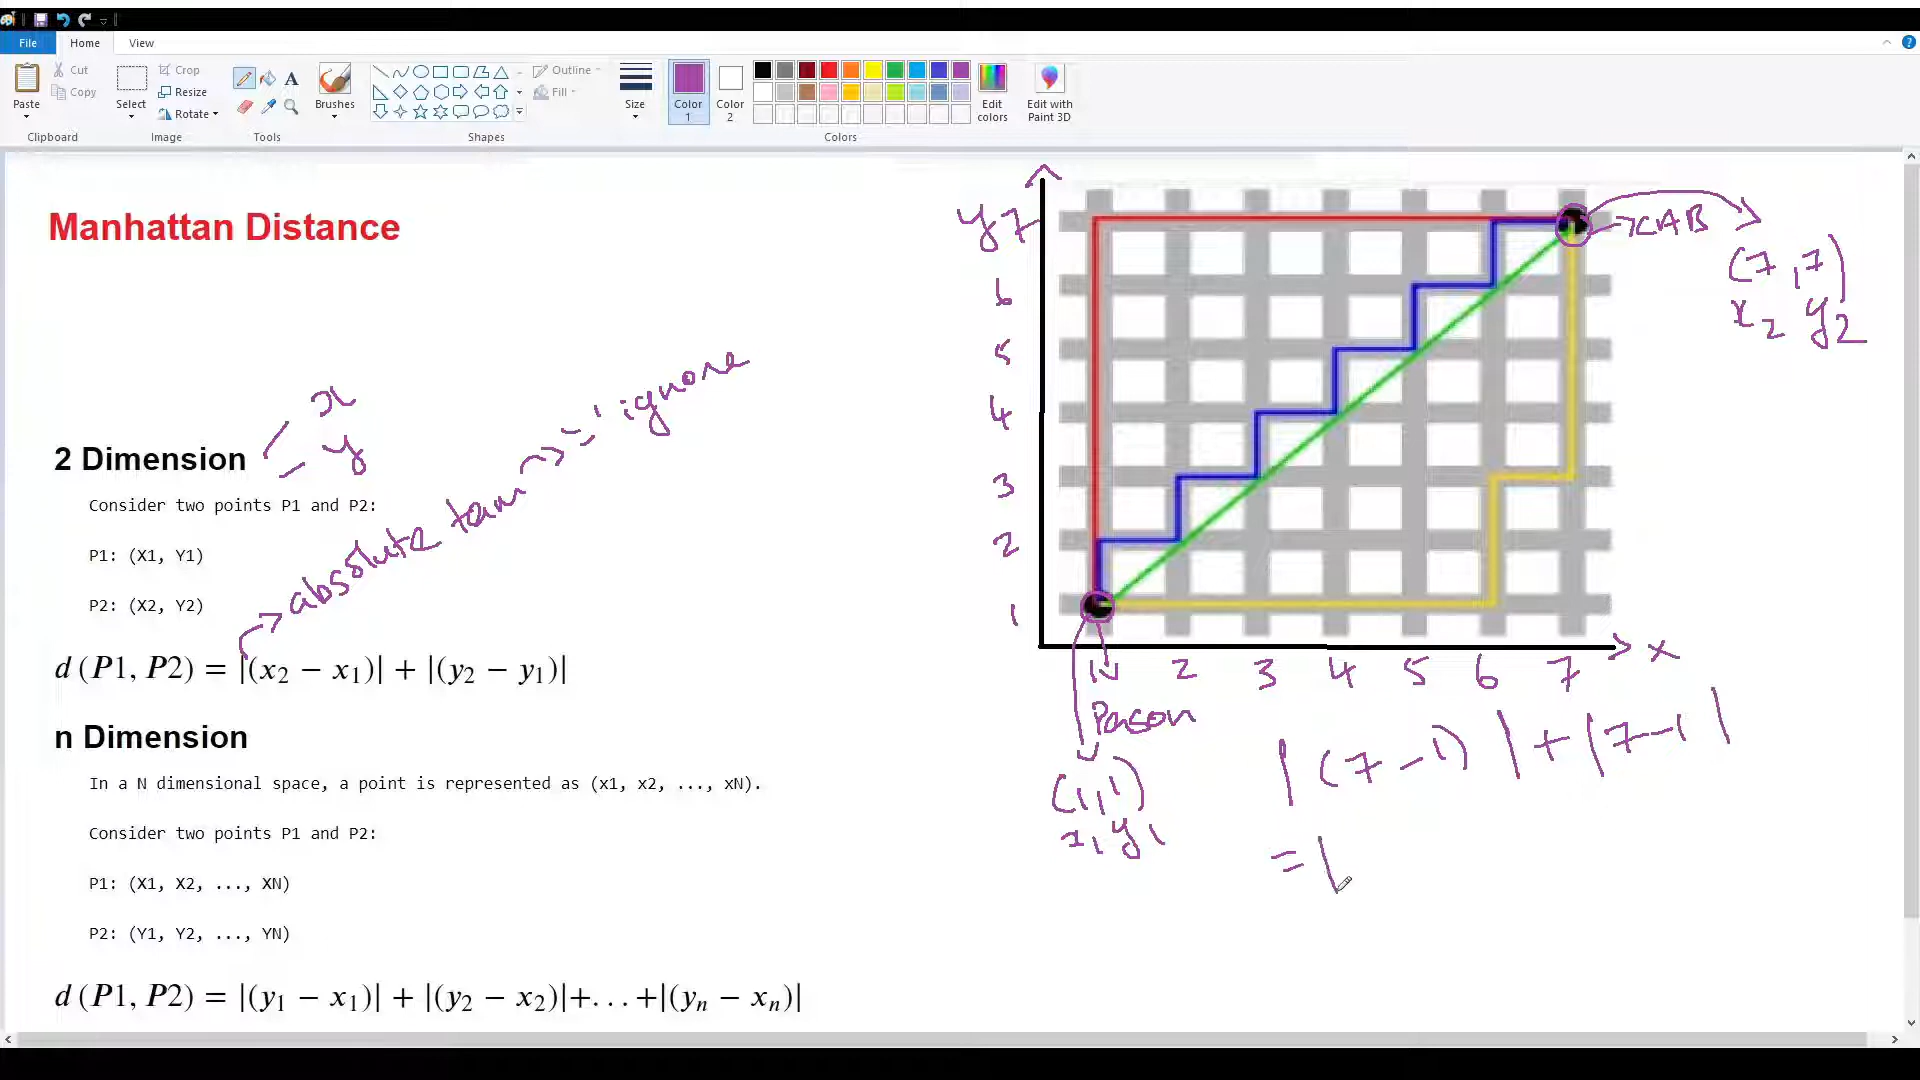 File Home View
Paste
Cut
Copy
Clipboard
Select
Crop
Resize
Rotate
Image
A
Tools
Brushes
Shapes
Outline
Fill
Size
Color 1
Color 2
Edit colors
Edit with Paint 3D
Colors
Manhattan Distance
2 Dimension
x
y
Consider two points P1 and P2:
P1: (X1, Y1)
P2: (X2, Y2)
absolute tam → = '-' ignore
d (P1, P2) = |(x₂ − x₁)| + |(y₂ − y₁)|
n Dimension
In a N dimensional space, a point is represented as (x1, x2, ..., xN).
Consider two points P1 and P2:
P1: (X1, X2, ..., XN)
P2: (Y1, Y2, ..., YN)
d (P1, P2) = |(y₁ − x₁)| + |(y₂ − x₂)|+. . . +|(yₙ − xₙ)|
y 7
6
5
4
3
2
1
→ CAB
(7, 7)
x₂ y₂
1 2 3 4 5 6 7 > x
Pason
(1, 1)
x₁ y₁
| (7 − 1) | + | 7 − 1 |
= |